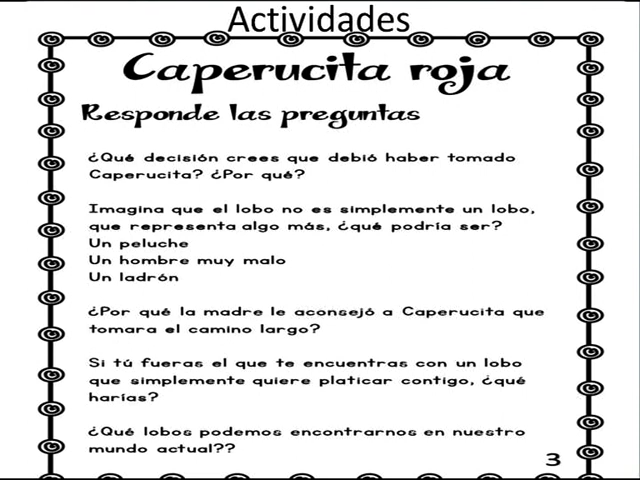 Actividades
Caperucita roja
Responde las preguntas
¿Qué decisión crees que debió haber tomado
Caperucita? ¿Por qué?
Imagina que el lobo no es simplemente un lobo,
que representa algo más, ¿qué podría ser?
Un peluche
Un hombre muy malo
Un ladrón
¿Por qué la madre le aconsejó a Caperucita que
tomara el camino largo?
Si tú fueras el que te encuentras con un lobo
que simplemente quiere platicar contigo, ¿qué
harías?
¿Qué lobos podemos encontrarnos en nuestro
mundo actual??
3